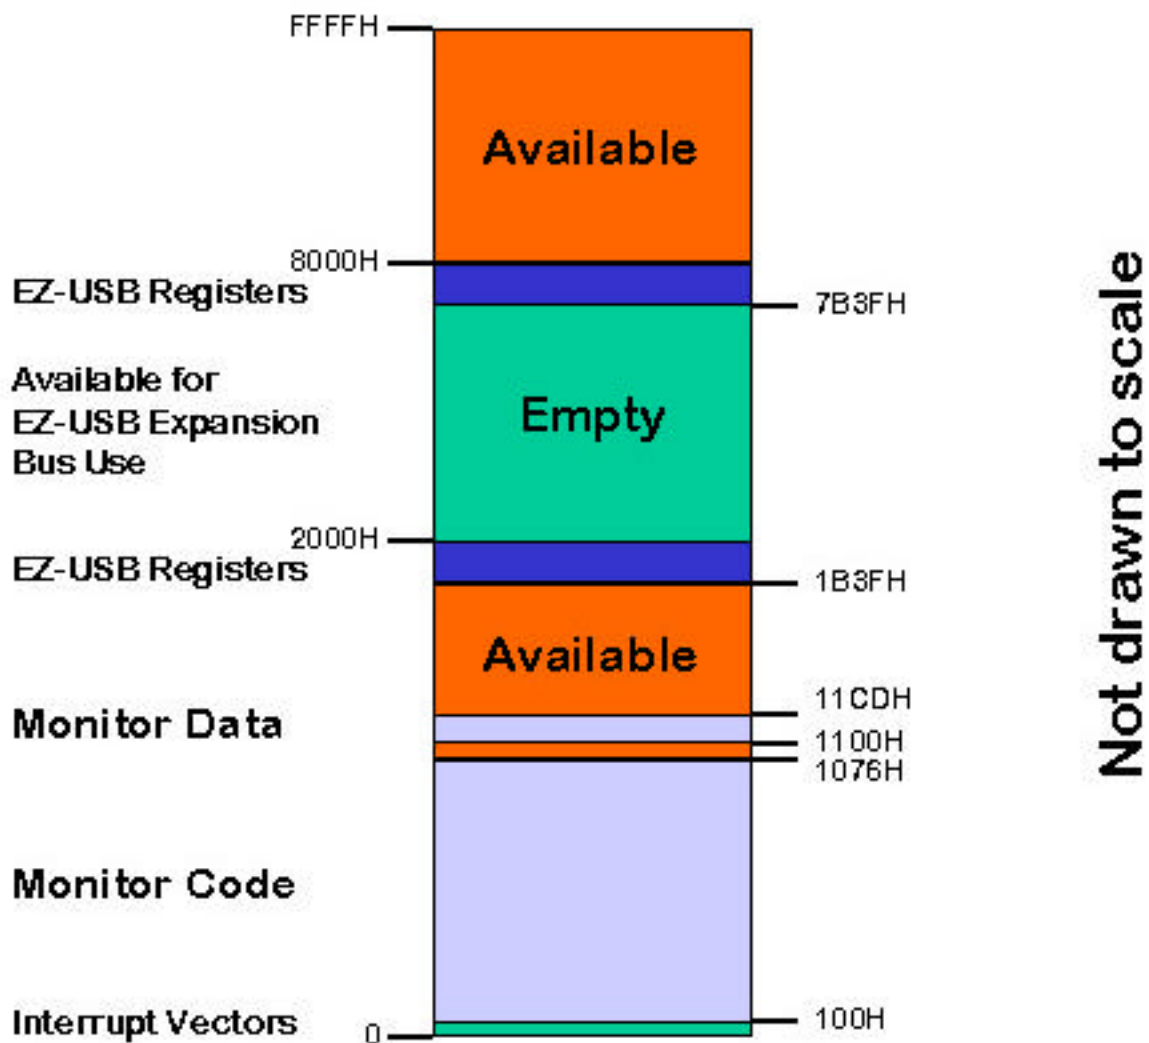 FFFFH
Available
8000H
EZ-USB Registers
7B3FH
Available for
EZ-USB Expansion
Bus Use
Empty
2000H
EZ-USB Registers
1B3FH
Available
11CDH
Monitor Data
1100H
1076H
Monitor Code
Interrupt Vectors
0
100H
Not drawn to scale